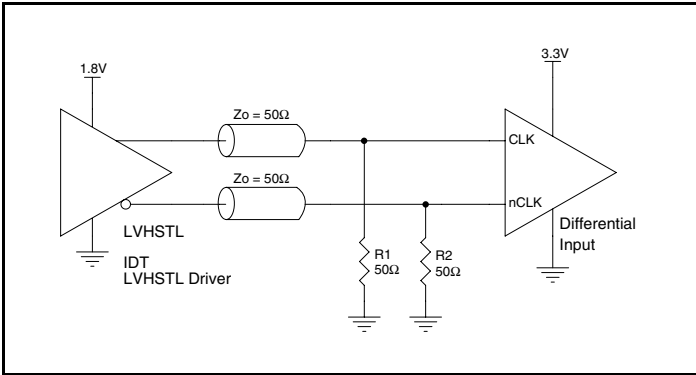 1.8V
3.3V
Zo = 50Ω
CLK
Zo = 50Ω
nCLK
LVHSTL
IDT
LVHSTL Driver
R1
50Ω
R2
50Ω
Differential
Input